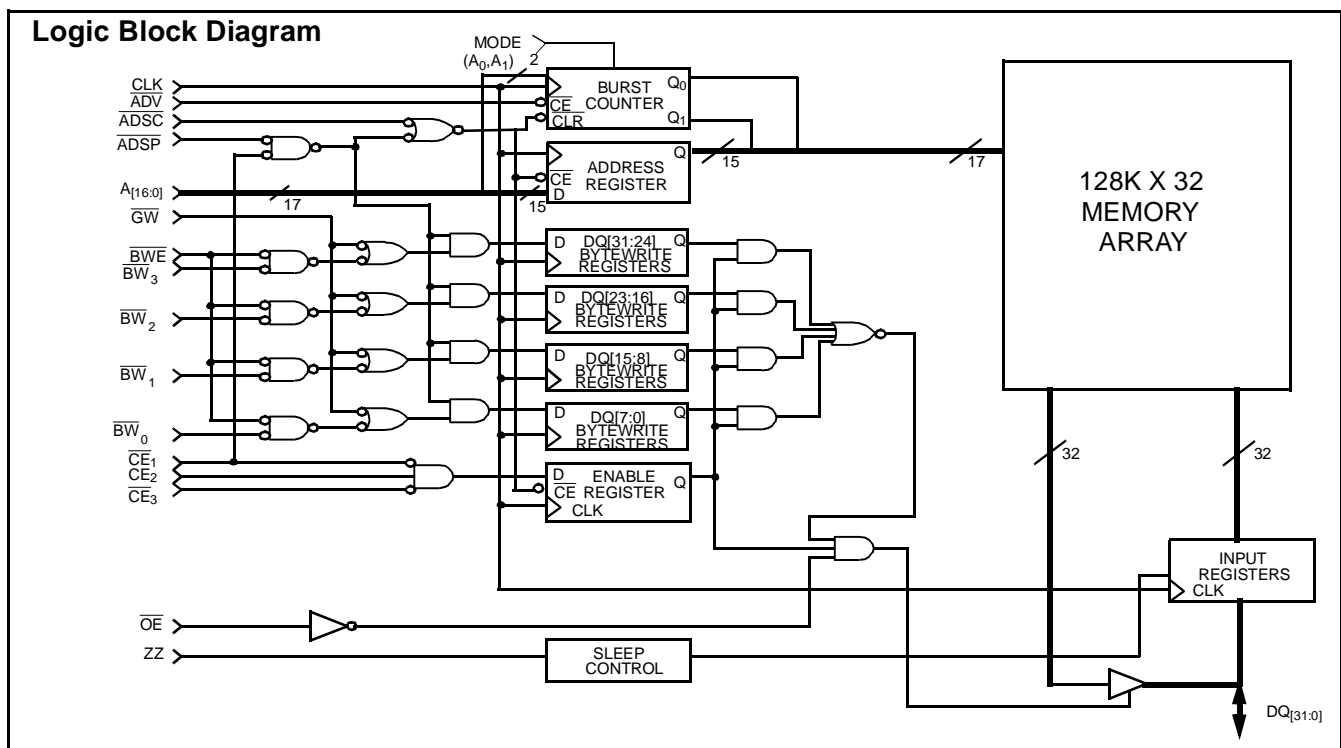 Logic Block Diagram
MODE
(A0,A1)
2
CLK
ADV
ADSC
ADSP
A[16:0]
17
GW
BWE
BW3
BW2
BW1
BW0
CE1
CE2
CE3
OE
ZZ
BURST
COUNTER
CE
CLR
Q0
Q1
ADDRESS
REGISTER
CE
D
Q
15
15
17
D
DQ[31:24]
BYTEWRITE
REGISTERS
Q
D
DQ[23:16]
BYTEWRITE
REGISTERS
Q
D
DQ[15:8]
BYTEWRITE
REGISTERS
Q
D
DQ[7:0]
BYTEWRITE
REGISTERS
Q
D
ENABLE
REGISTER
CE
CLK
Q
SLEEP
CONTROL
128K X 32
MEMORY
ARRAY
32
32
INPUT
REGISTERS
CLK
DQ[31:0]